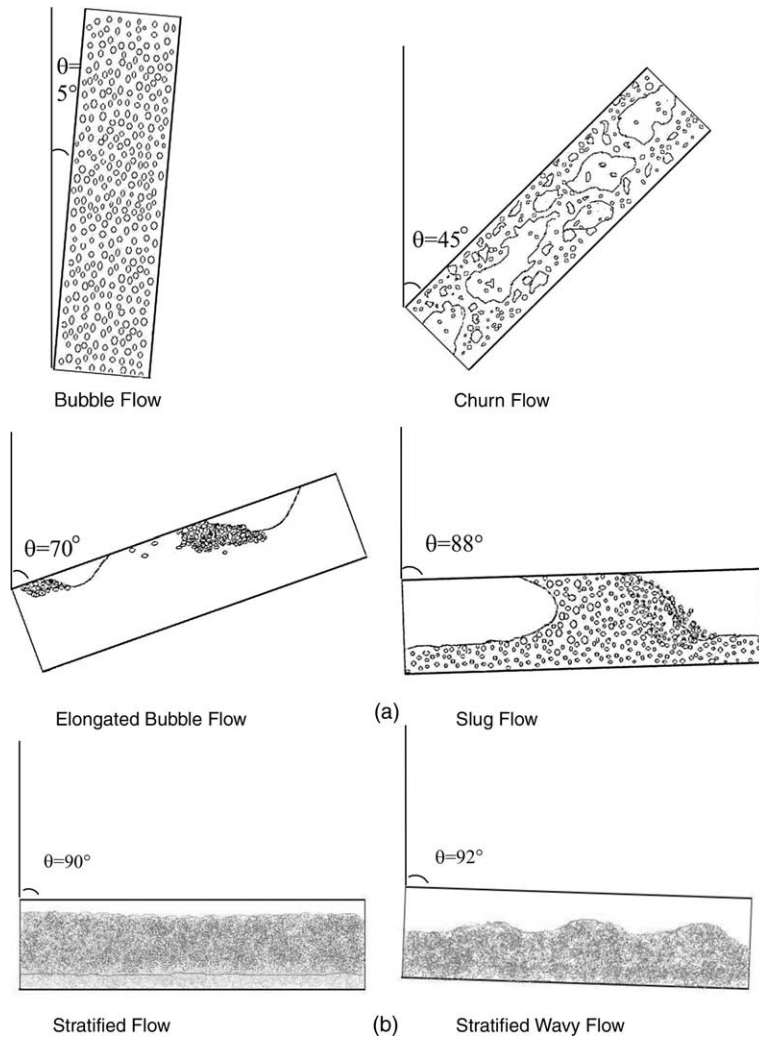 θ=
5°
θ=45°
Bubble Flow
Churn Flow
θ=70°
θ=88°
Elongated Bubble Flow
(a)
Slug Flow
θ=90°
θ=92°
Stratified Flow
(b)
Stratified Wavy Flow